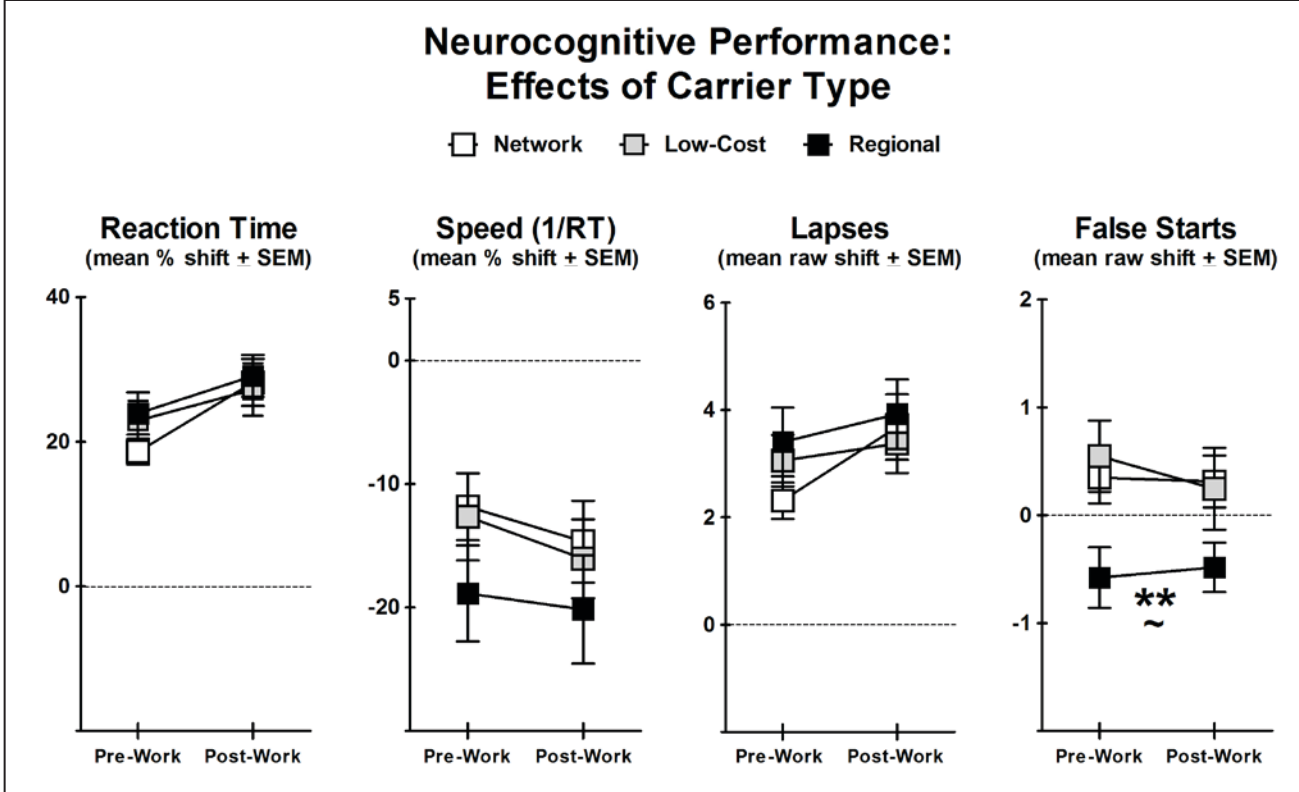 Neurocognitive Performance:
Effects of Carrier Type
Network Low-Cost Regional
Reaction Time
(mean % shift ± SEM)
40
20
0
Pre-Work Post-Work
Speed (1/RT)
(mean % shift ± SEM)
5
0
-10
-20
Pre-Work Post-Work
Lapses
(mean raw shift ± SEM)
6
4
2
0
Pre-Work Post-Work
False Starts
(mean raw shift ± SEM)
2
1
0
-1
**
~
Pre-Work Post-Work